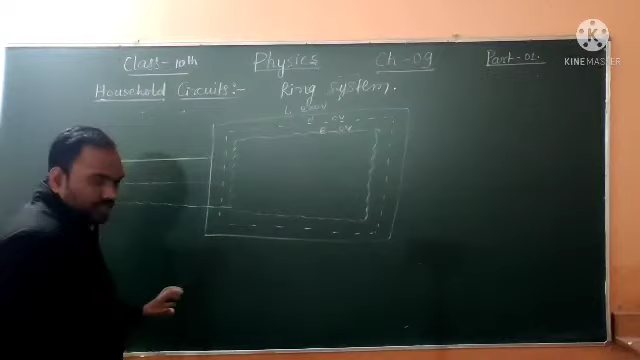 Class-10th Physics Ch-09 Part-01.
Household Circuits:- Ring System.
KINEMASTER